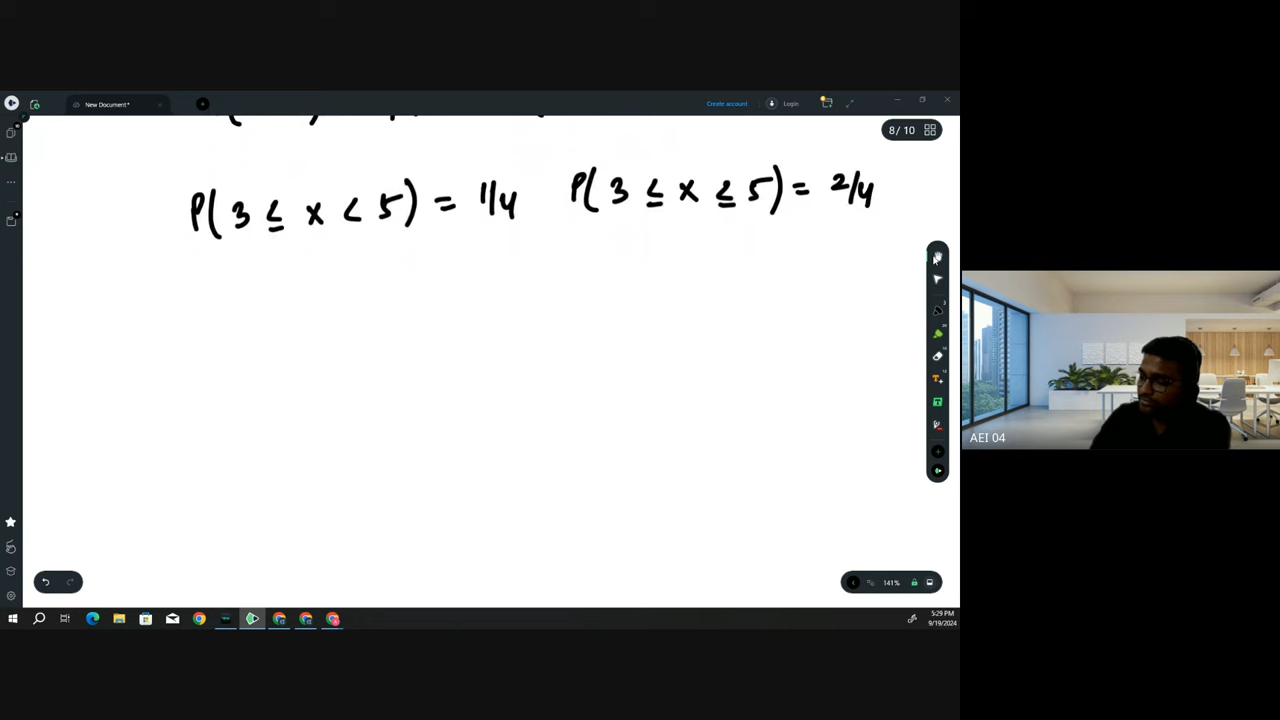 New Document*
Create account
Login
8 / 10
P( 3 ≤ x < 5) = 1/4 P( 3 ≤ x ≤ 5) = 2/4
AEI 04
141%
5:29 PM
9/19/2024